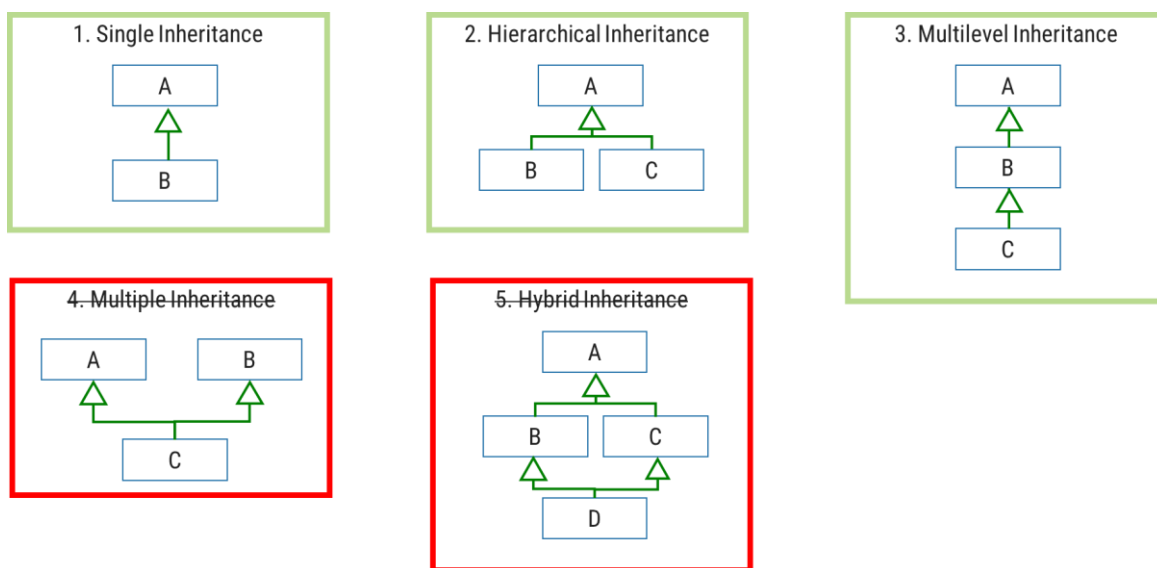 1. Single Inheritance
A
B
2. Hierarchical Inheritance
A
B C
3. Multilevel Inheritance
A
B
C
4. Multiple Inheritance
A B
C
5. Hybrid Inheritance
A
B C
D